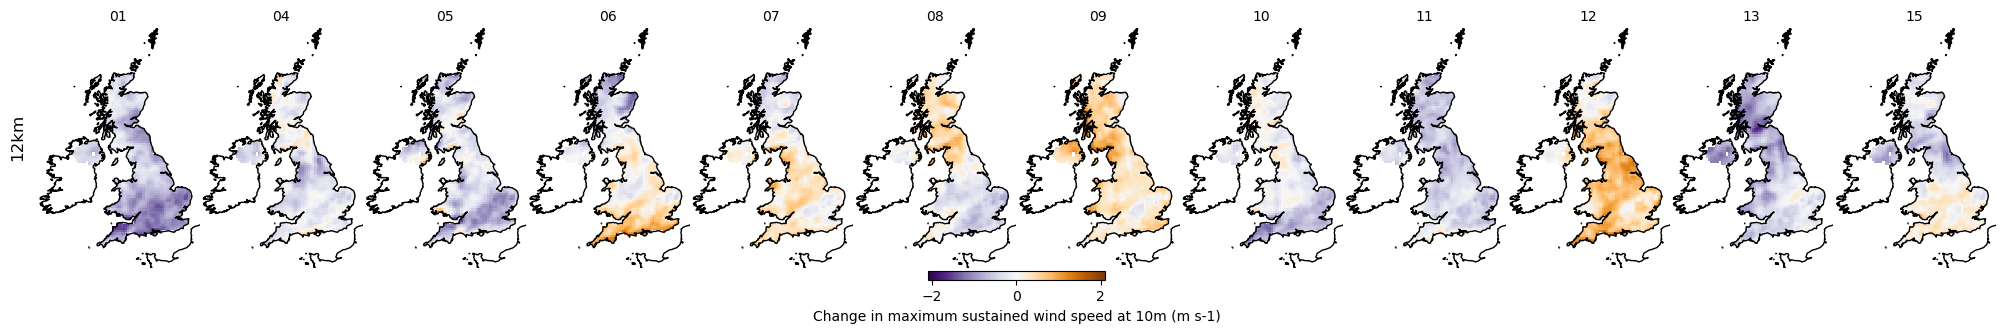 01 04 05 06 07 08 09 10 11 12 13 15
12km
−2 0 2
Change in maximum sustained wind speed at 10m (m s-1)